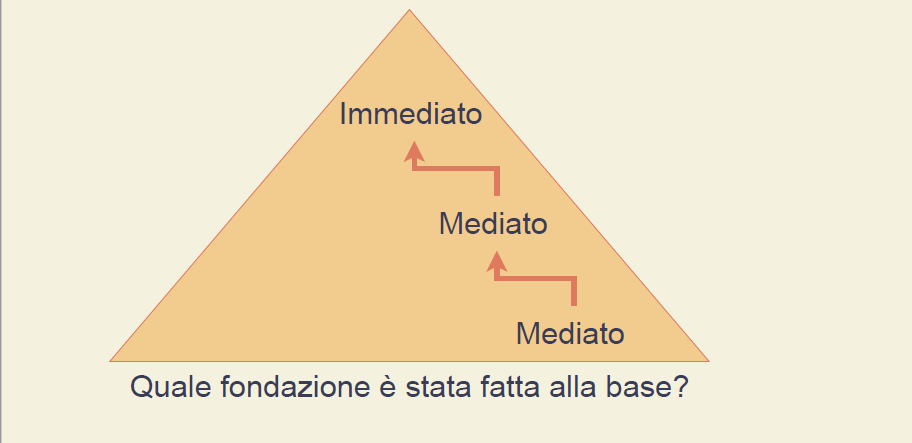 Immediato
Mediato
Mediato
Quale fondazione è stata fatta alla base?